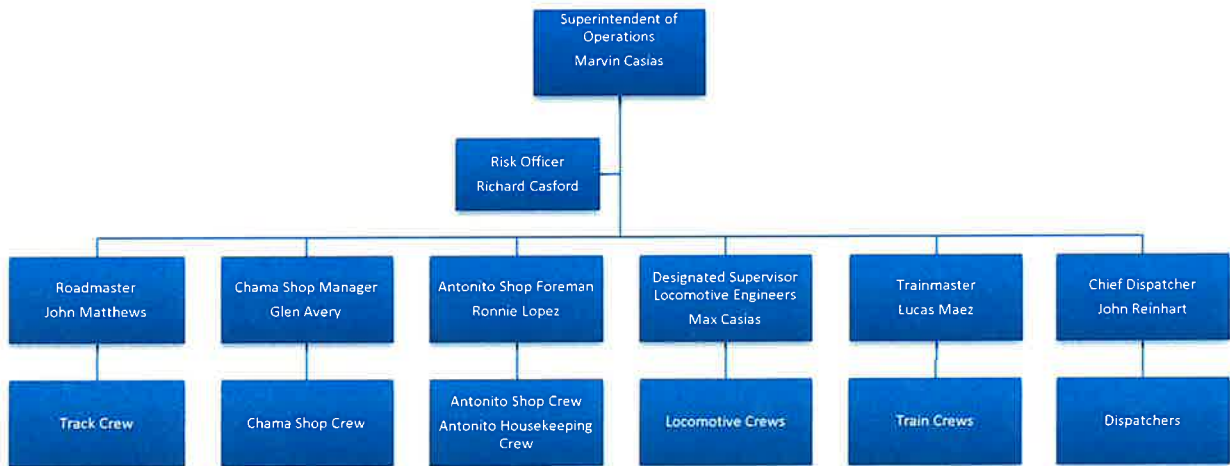 Superintendent of
Operations
Marvin Casias
Risk Officer
Richard Casford
Roadmaster
John Matthews
Chama Shop Manager
Glen Avery
Antonito Shop Foreman
Ronnie Lopez
Designated Supervisor
Locomotive Engineers
Max Casias
Trainmaster
Lucas Maez
Chief Dispatcher
John Reinhart
Track Crew
Chama Shop Crew
Antonito Shop Crew
Antonito Housekeeping
Crew
Locomotive Crews
Train Crews
Dispatchers